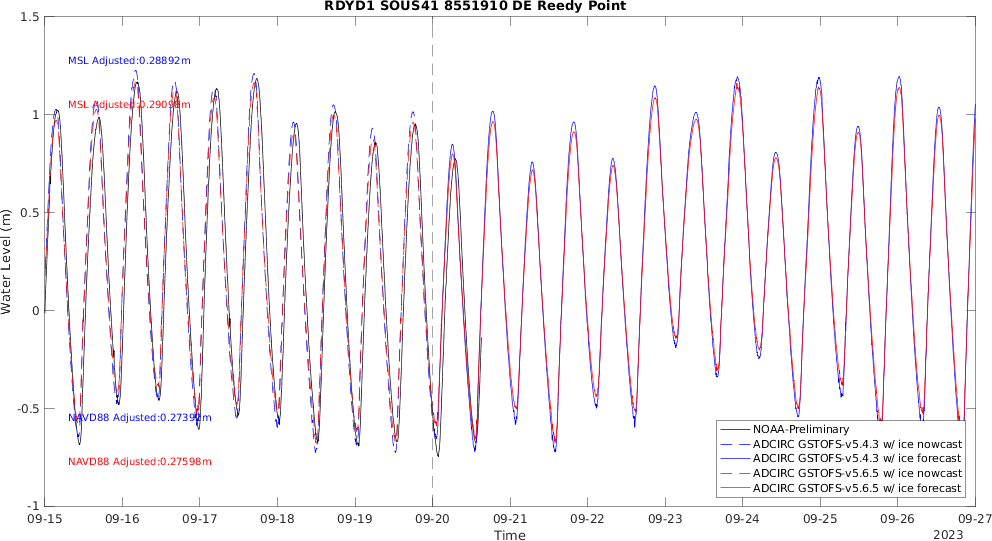 RDYD1 SOUS41 8551910 DE Reedy Point
1.5
1
0.5
0
-0.5
-1
Water Level (m)
MSL Adjusted:0.28892m
MSL Adjusted:0.29098m
NAVD88 Adjusted:0.27392m
NAVD88 Adjusted:0.27598m
NOAA-Preliminary
ADCIRC GSTOFS-v5.4.3 w/ ice nowcast
ADCIRC GSTOFS-v5.4.3 w/ ice forecast
ADCIRC GSTOFS-v5.6.5 w/ ice nowcast
ADCIRC GSTOFS-v5.6.5 w/ ice forecast
09-15 09-16 09-17 09-18 09-19 09-20 09-21 09-22 09-23 09-24 09-25 09-26 09-27
Time
2023